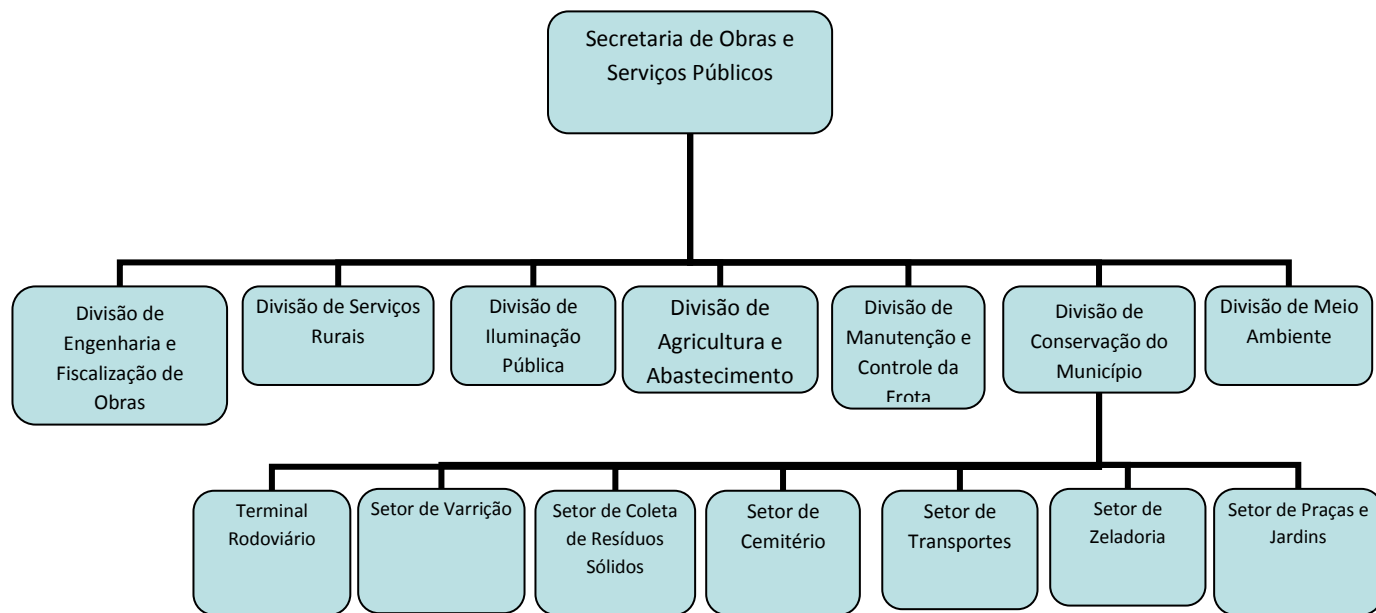 Secretaria de Obras e
Serviços Públicos
Divisão de
Engenharia e
Fiscalização de
Obras
Divisão de Serviços
Rurais
Divisão de
Iluminação
Pública
Divisão de
Agricultura e
Abastecimento
Divisão de
Manutenção e
Controle da
Frota
Divisão de
Conservação do
Município
Divisão de Meio
Ambiente
Terminal
Rodoviário
Setor de Varrição
Setor de Coleta
de Resíduos
Sólidos
Setor de
Cemitério
Setor de
Transportes
Setor de
Zeladoria
Setor de Praças e
Jardins